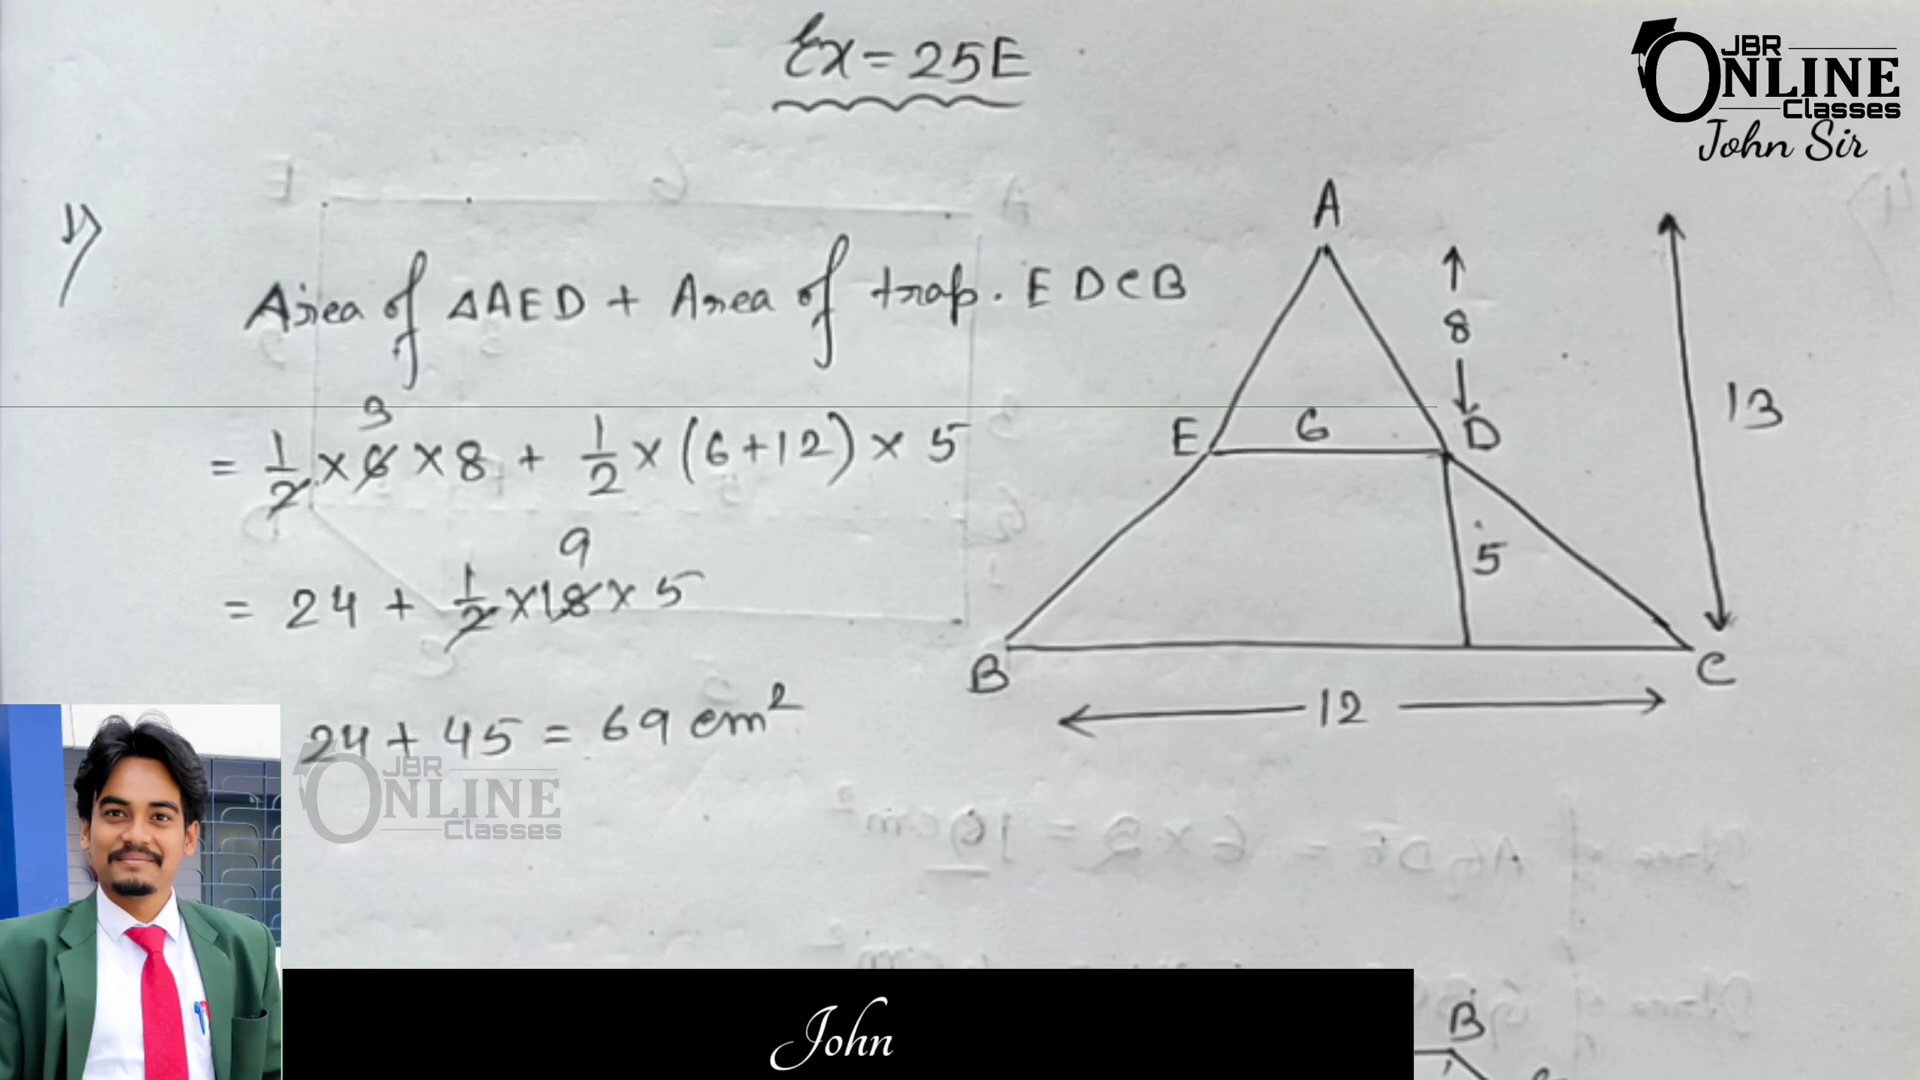 Ex = 25E
JBR
ONLINE
Classes
John Sir
1)
Area of ΔAED + Area of trap. EDCB
= 1/2 × 6 × 8 + 1/2 × (6+12) × 5
3
= 24 + 1/2 × 18 × 5
9
24 + 45 = 69 cm²
A
8
13
E
6
D
5
B
C
12
JBR
ONLINE
Classes
John
B